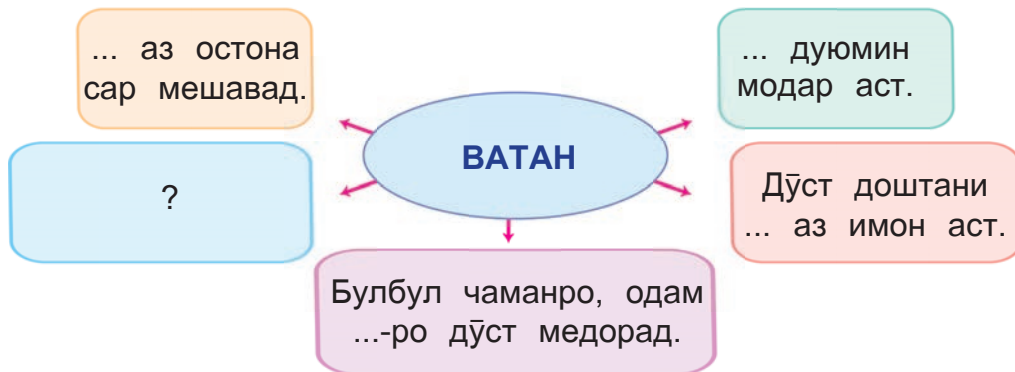 ... аз остона
сар мешавад.
... дуюмин
модар аст.
ВАТАН
?
Дӯст доштани
... аз имон аст.
Булбул чаманро, одам
...-ро дӯст медорад.